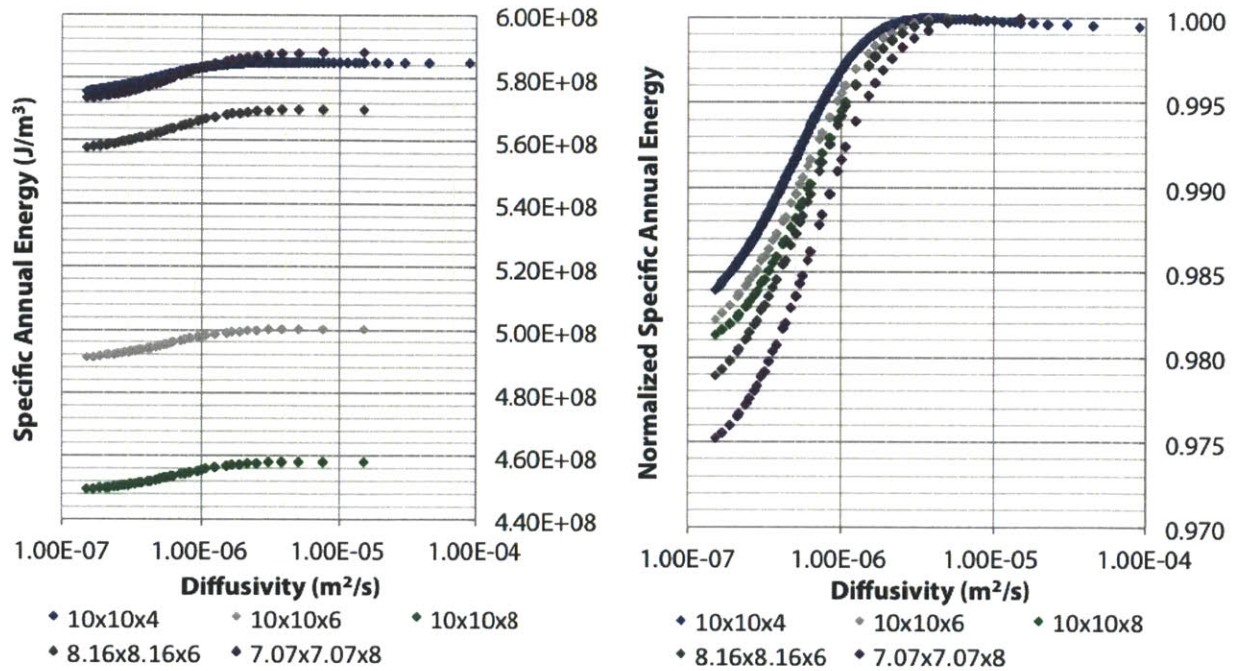 Specific Annual Energy (J/m³)
6.00E+08
5.80E+08
5.60E+08
5.40E+08
5.20E+08
5.00E+08
4.80E+08
4.60E+08
4.40E+08
1.00E-07 1.00E-06 1.00E-05 1.00E-04
Diffusivity (m²/s)
10x10x4 10x10x6 10x10x8
8.16x8.16x6 7.07x7.07x8
Normalized Specific Annual Energy
1.000
0.995
0.990
0.985
0.980
0.975
0.970
1.00E-07 1.00E-06 1.00E-05 1.00E-04
Diffusivity (m²/s)
10x10x4 10x10x6 10x10x8
8.16x8.16x6 7.07x7.07x8